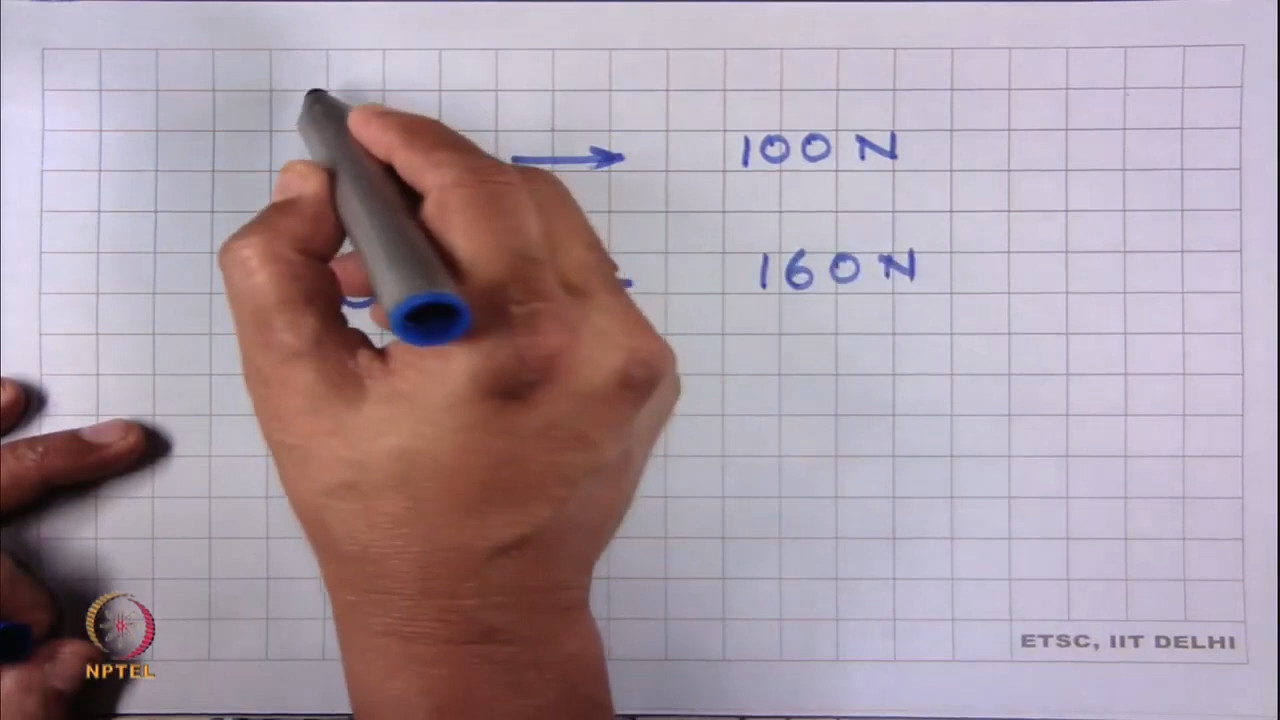 → 100 N
160 N
ETSC, IIT DELHI
NPTEL